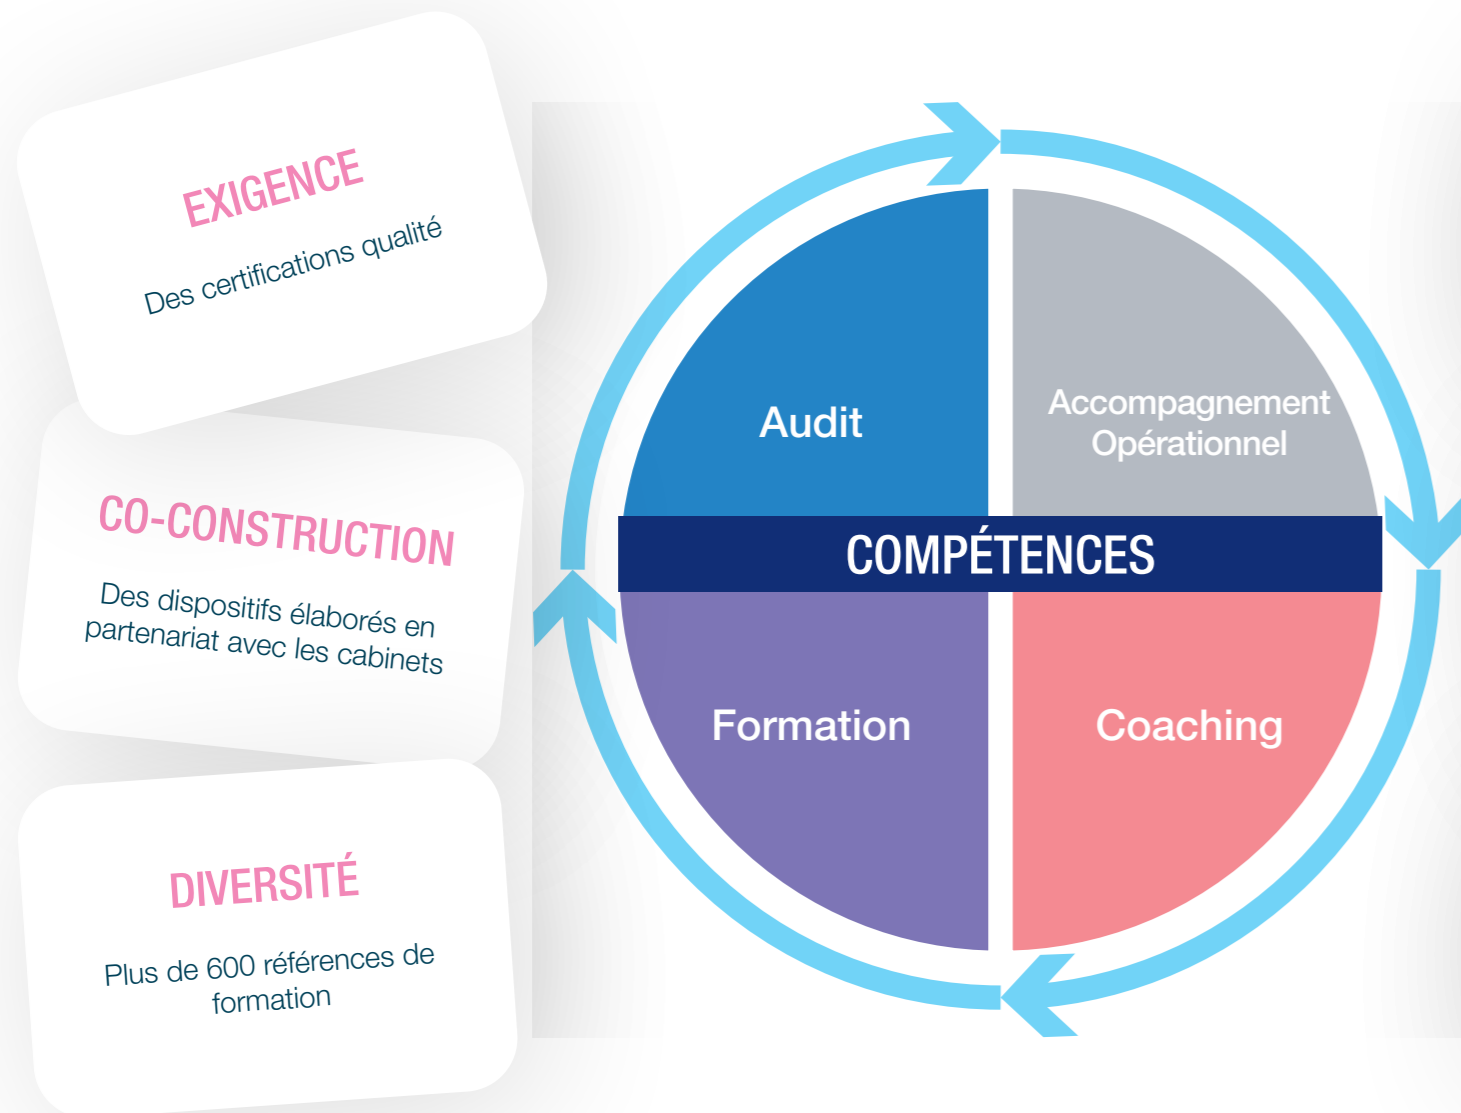 EXIGENCE
Des certifications qualité
CO-CONSTRUCTION
Des dispositifs élaborés en
partenariat avec les cabinets
DIVERSITÉ
Plus de 600 références de
formation
Audit
Accompagnement
Opérationnel
COMPÉTENCES
Formation
Coaching